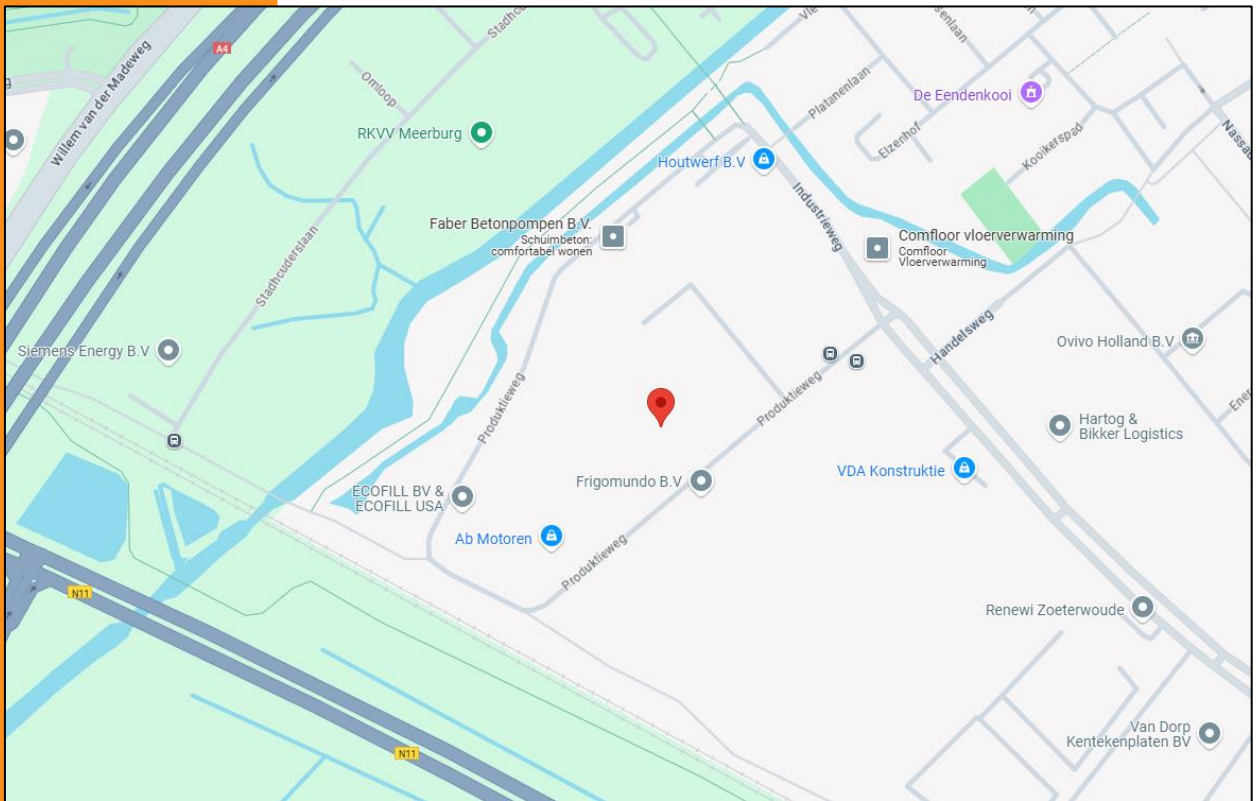 A4
Willem van der Madeweg
Stadhouderslaan
Omloop
RKVV Meerburg
Platanenlaan
De Eendenkooi
Elzenhof
Kooikerspad
Houtwerf B.V
Industrieweg
Faber Betonpompen B.V.
Schuimbeton:
comfortabel wonen
Comfloor vloerverwarming
Comfloor
Vloerverwarming
Stadhouderslaan
Siemens Energy B.V
Produktieweg
Handelsweg
Ovivo Holland B.V
Produktieweg
Hartog &
Bikker Logistics
VDA Konstruktie
Frigomundo B.V
ECOFILL BV &
ECOFILL USA
Ab Motoren
Produktieweg
N11
Renewi Zoeterwoude
N11
Van Dorp
Kentekenplaten BV